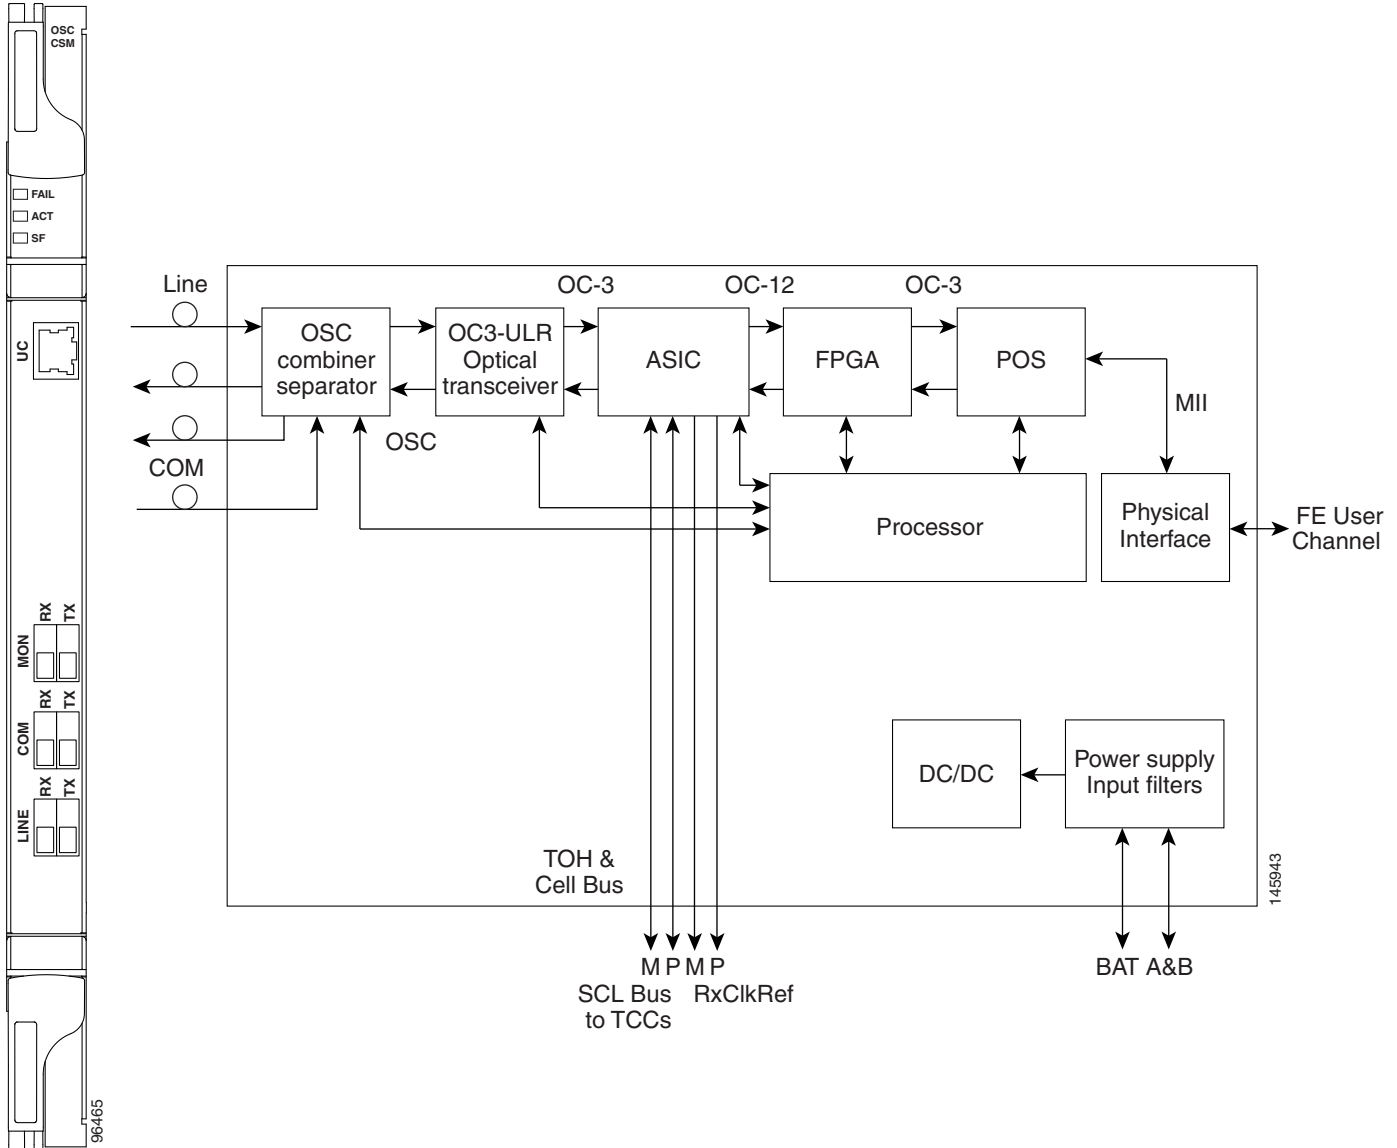 OSC
CSM
FAIL
ACT
SF
UC
RX
TX
MON
RX
TX
COM
RX
TX
LINE
96465
Line
COM
OC-3
OC-12
OC-3
OSC
combiner
separator
OC3-ULR
Optical
transceiver
ASIC
FPGA
POS
OSC
MII
Processor
Physical
Interface
FE User
Channel
DC/DC
Power supply
Input filters
TOH &
Cell Bus
145943
M P M P
SCL Bus
to TCCs
RxClkRef
BAT A&B